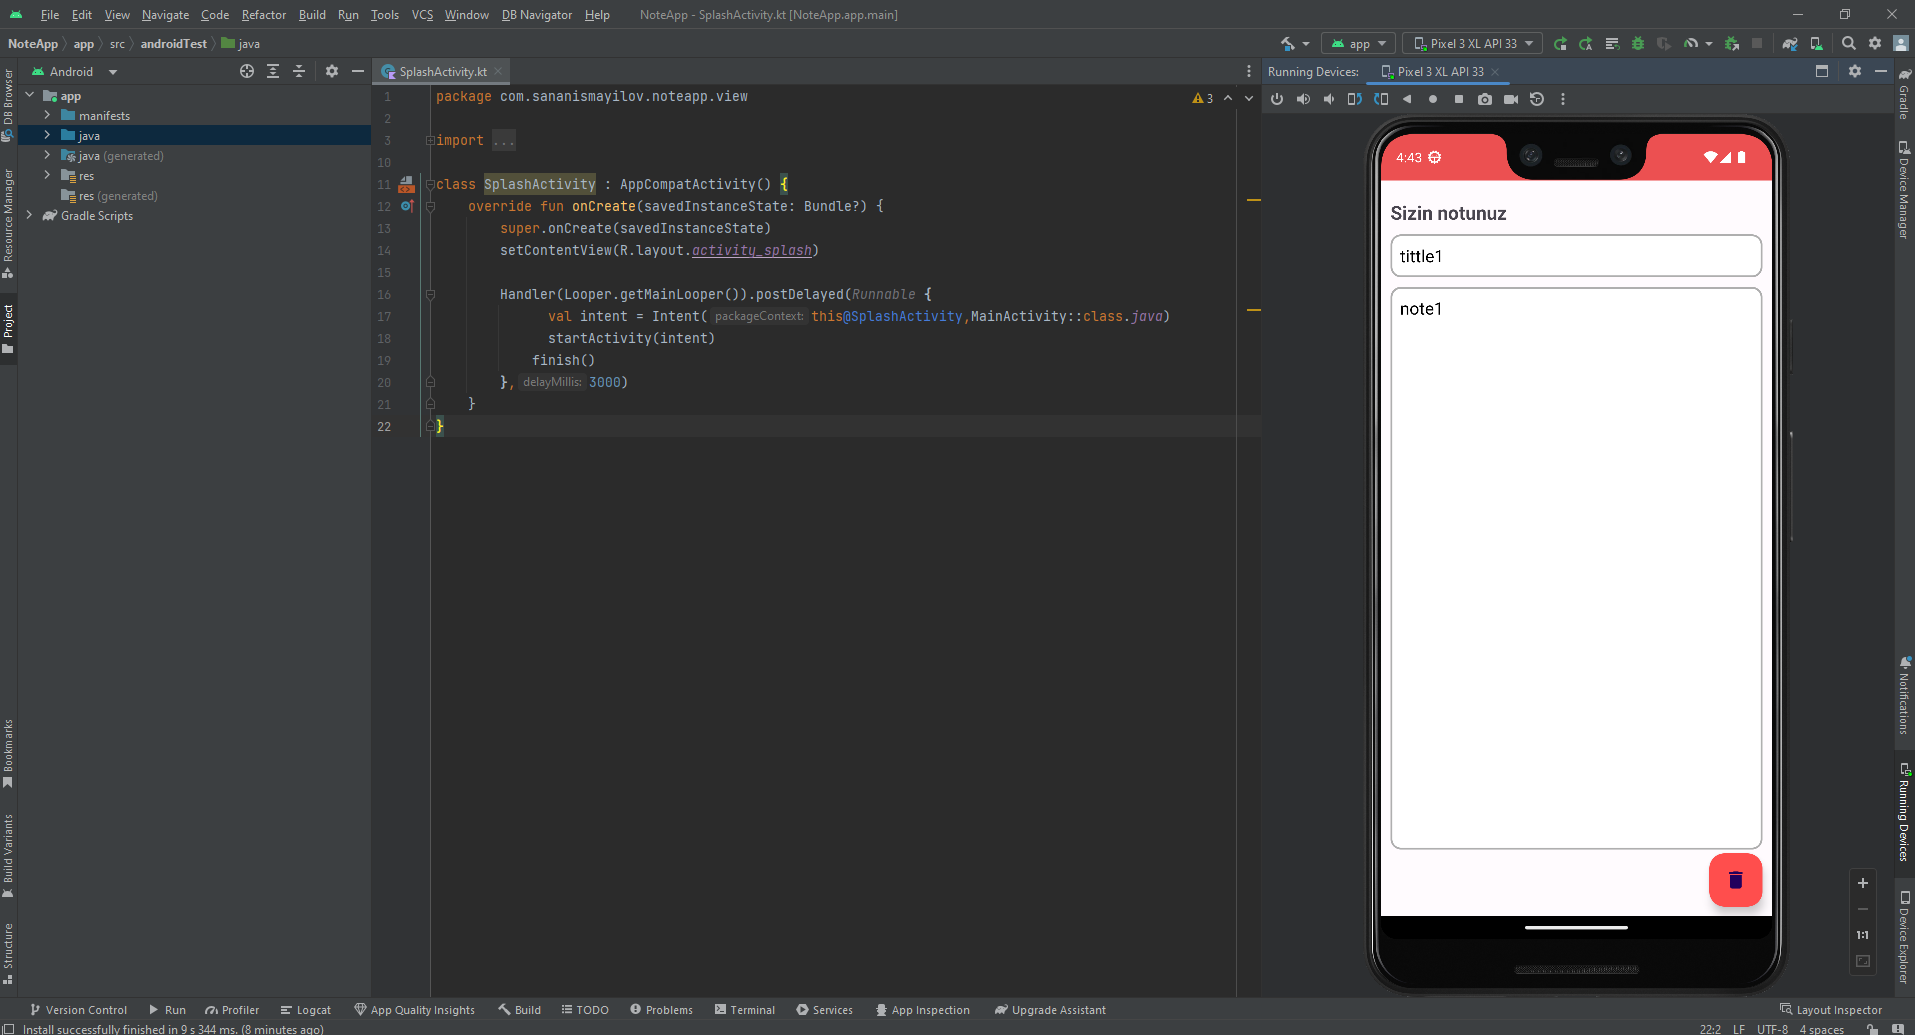 File Edit View Navigate Code Refactor Build Run Tools VCS Window DB Navigator Help NoteApp - SplashActivity.kt [NoteApp.app.main]
NoteApp app src androidTest java
app Pixel 3 XL API 33
Android
SplashActivity.kt
Running Devices: Pixel 3 XL API 33
app
manifests
java
java (generated)
res
res (generated)
Gradle Scripts
DB Browser
Resource Manager
Project
Bookmarks
Build Variants
Structure
1 package com.sananismayilov.noteapp.view
3
2
3 import ...
10
11 class SplashActivity : AppCompatActivity() {
12 override fun onCreate(savedInstanceState: Bundle?) {
13 super.onCreate(savedInstanceState)
14 setContentView(R.layout.activity_splash)
15
16 Handler(Looper.getMainLooper()).postDelayed(Runnable {
17 val intent = Intent( packageContext: this@SplashActivity,MainActivity::class.java)
18 startActivity(intent)
19 finish()
20 }, delayMillis: 3000)
21 }
22 }
4:43
Sizin notunuz
tittle1
note1
1:1
Gradle
Device Manager
Notifications
Running Devices
Device Explorer
Version Control Run Profiler Logcat App Quality Insights Build TODO Problems Terminal Services App Inspection Upgrade Assistant Layout Inspector
Install successfully finished in 9 s 344 ms. (8 minutes ago) 22:2 LF UTF-8 4 spaces